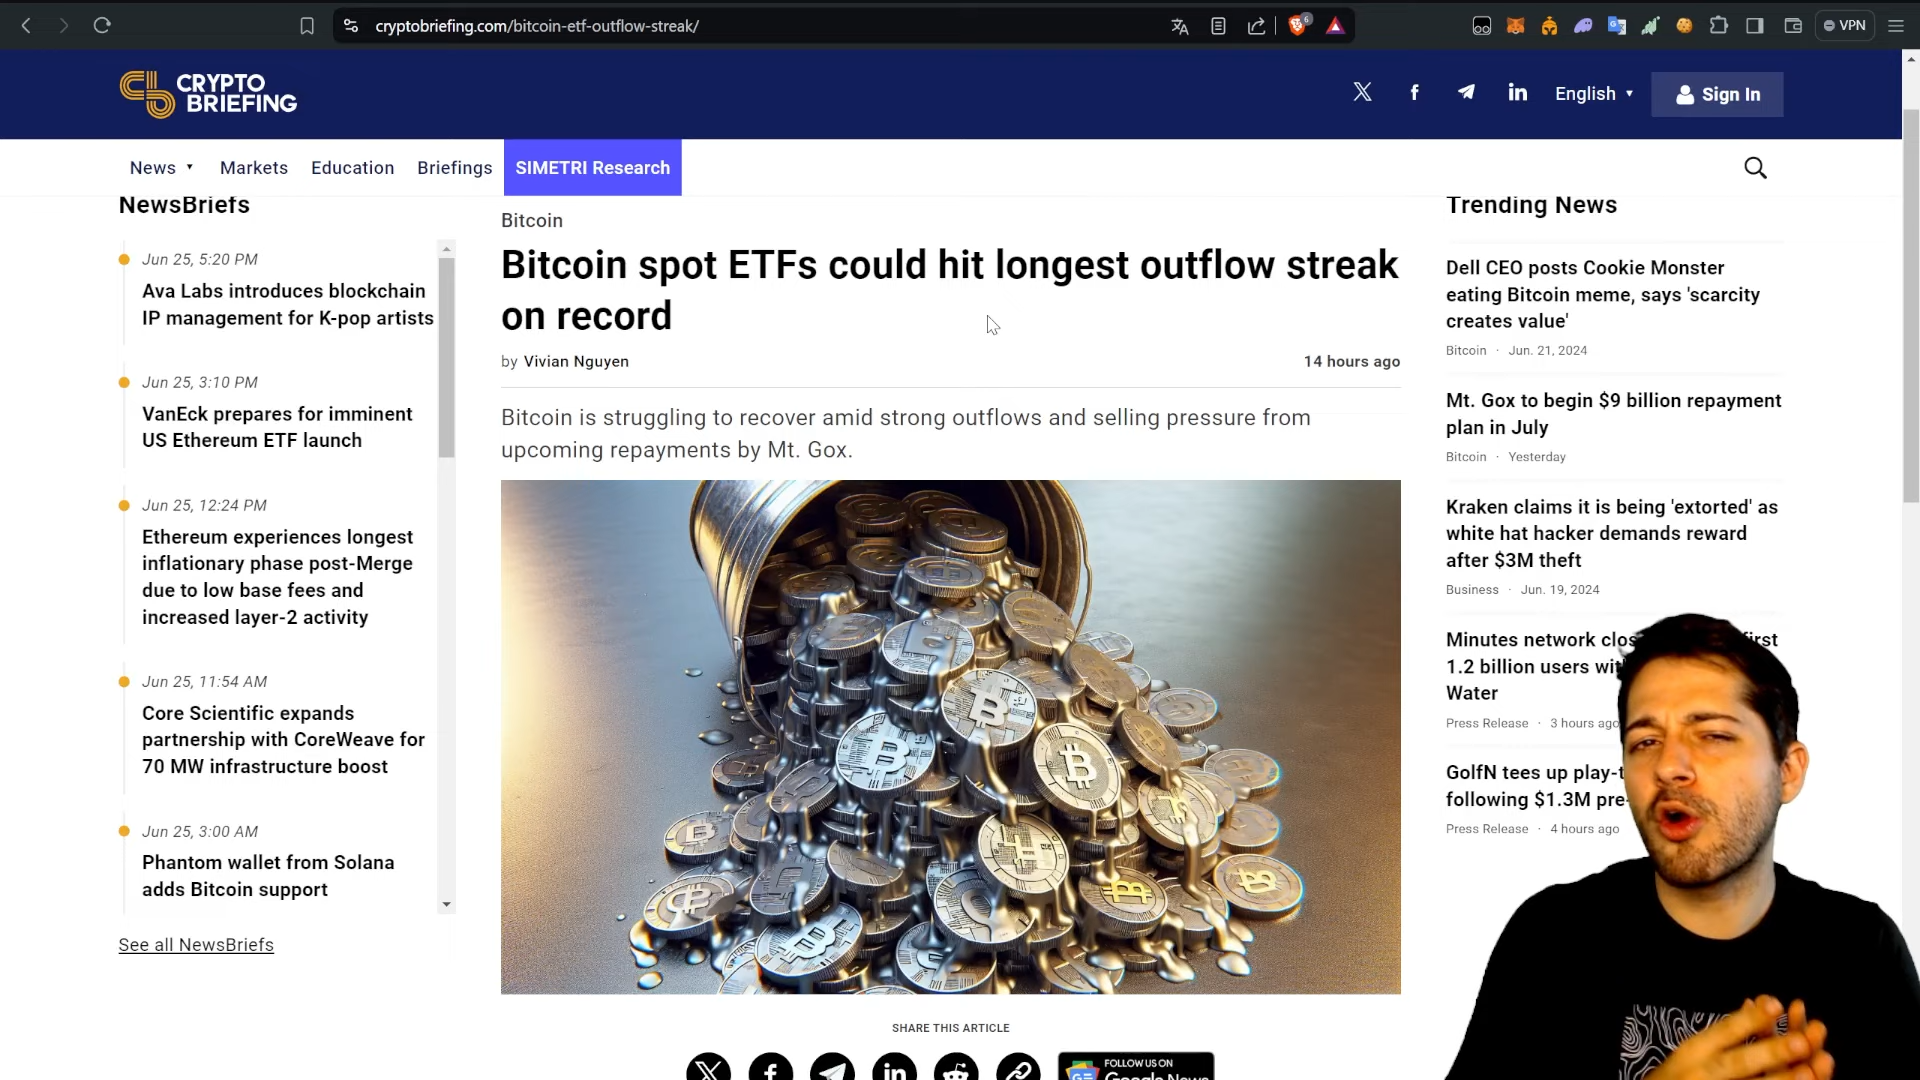 cryptobriefing.com/bitcoin-etf-outflow-streak/
6
VPN
CRYPTO
BRIEFING
English
Sign In
News
Markets
Education
Briefings
SIMETRI Research
NewsBriefs
Jun 25, 5:20 PM
Ava Labs introduces blockchain
IP management for K-pop artists
Jun 25, 3:10 PM
VanEck prepares for imminent
US Ethereum ETF launch
Jun 25, 12:24 PM
Ethereum experiences longest
inflationary phase post-Merge
due to low base fees and
increased layer-2 activity
Jun 25, 11:54 AM
Core Scientific expands
partnership with CoreWeave for
70 MW infrastructure boost
Jun 25, 3:00 AM
Phantom wallet from Solana
adds Bitcoin support
See all NewsBriefs
Bitcoin
Bitcoin spot ETFs could hit longest outflow streak
on record
by Vivian Nguyen
14 hours ago
Bitcoin is struggling to recover amid strong outflows and selling pressure from
upcoming repayments by Mt. Gox.
SHARE THIS ARTICLE
FOLLOW US ON
Google News
Trending News
Dell CEO posts Cookie Monster
eating Bitcoin meme, says 'scarcity
creates value'
Bitcoin · Jun. 21, 2024
Mt. Gox to begin $9 billion repayment
plan in July
Bitcoin · Yesterday
Kraken claims it is being 'extorted' as
white hat hacker demands reward
after $3M theft
Business · Jun. 19, 2024
Minutes network
1.2 billion users
Water
Press Release · 3 hours ago
GolfN tees up
following $1.3M
Press Release · 4 hours ago